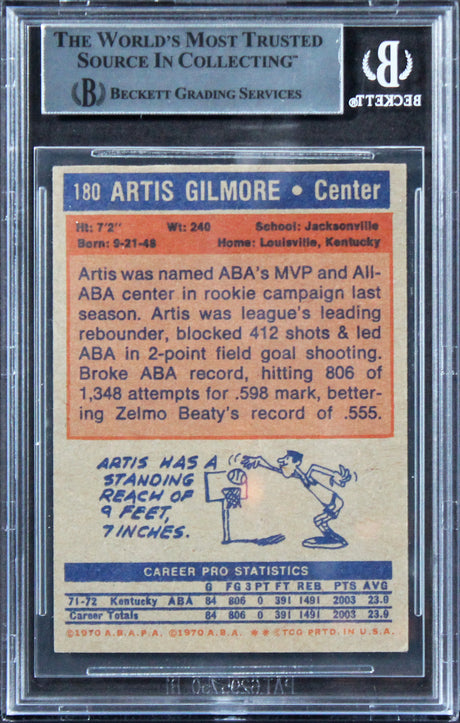 THE WORLD'S MOST TRUSTED
SOURCE IN COLLECTING™
BECKETT GRADING SERVICES
BECKETT®
180 ARTIS GILMORE • Center
Ht: 7'2" Wt: 240 School: Jacksonville
Born: 9-21-48 Home: Louisville, Kentucky
Artis was named ABA's MVP and All-
ABA center in rookie campaign last
season. Artis was league's leading
rebounder, blocked 412 shots & led
ABA in 2-point field goal shooting.
Broke ABA record, hitting 806 of
1,348 attempts for .598 mark, better-
ing Zelmo Beaty's record of .555.
ARTIS HAS A
STANDING
REACH OF
9 FEET,
7 INCHES.
CAREER PRO STATISTICS
G FG 3 PT FT REB PTS AVG
71-72 Kentucky ABA 84 806 0 391 1491 2003 23.9
Career Totals 84 806 0 391 1491 2003 23.9
©1970 A.B.A.P.A. ©1970 A.B.A. ✱ ✱ ©TCG PRTD. IN U.S.A.